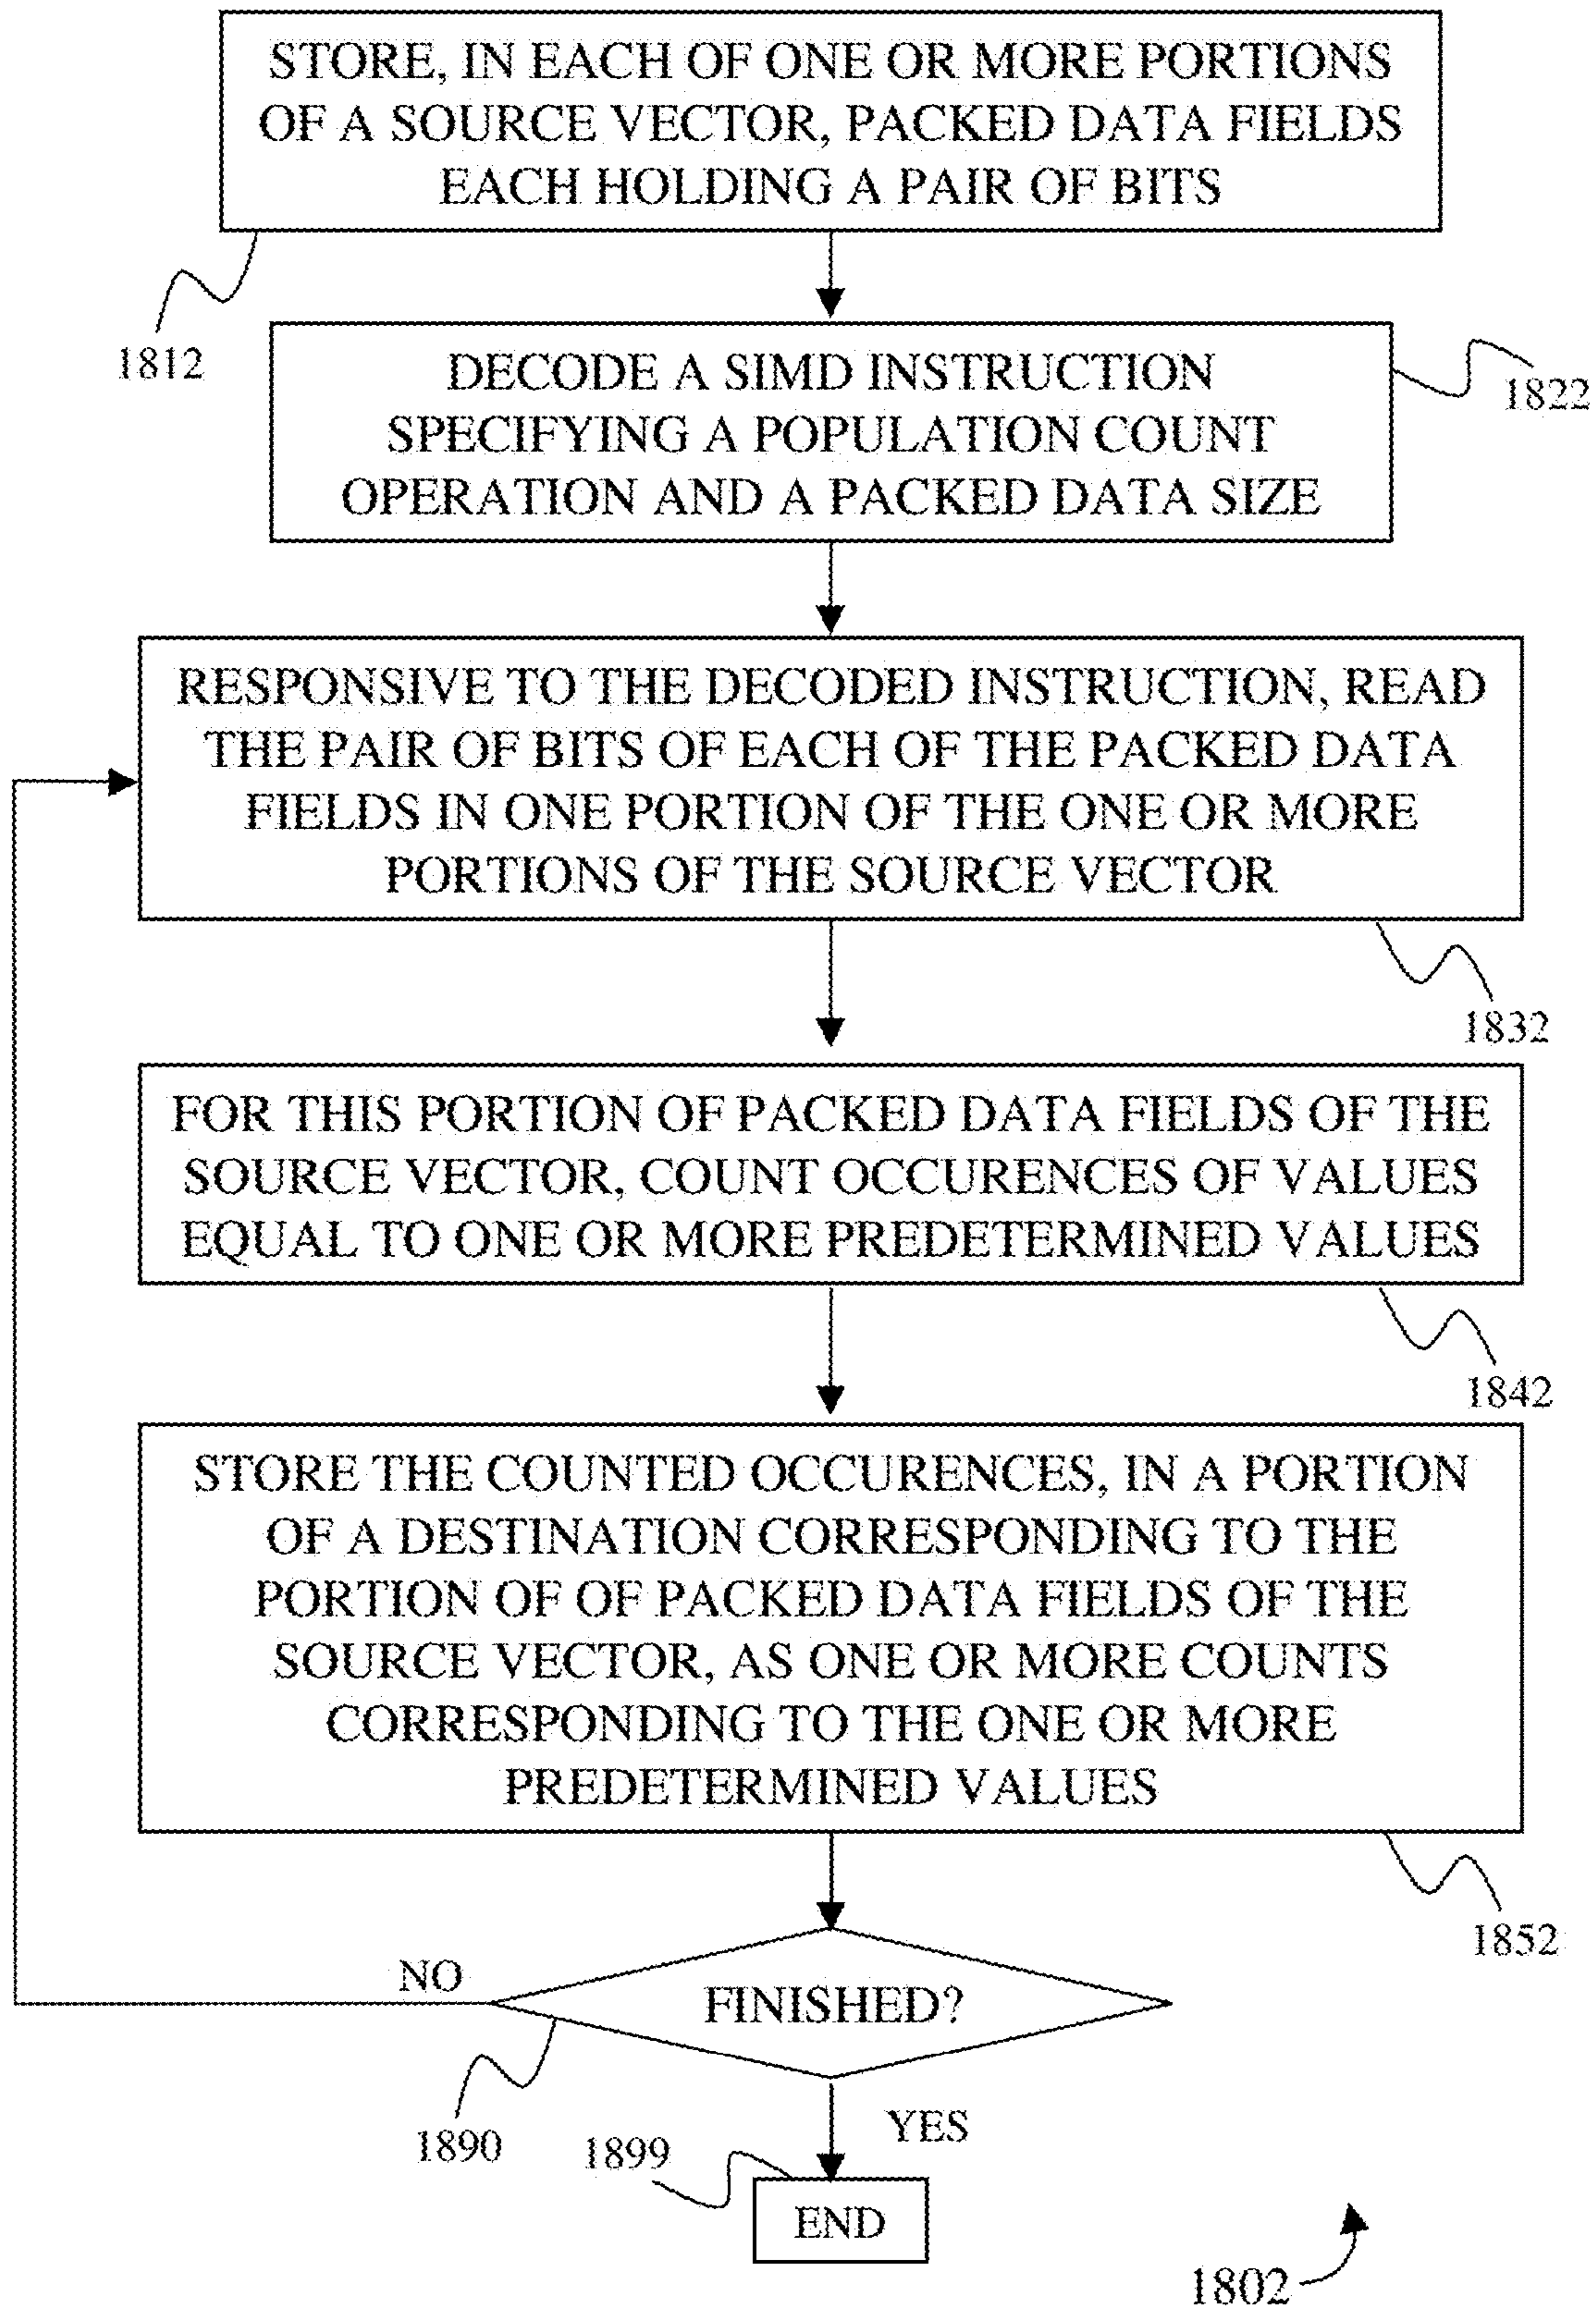 STORE, IN EACH OF ONE OR MORE PORTIONS
OF A SOURCE VECTOR, PACKED DATA FIELDS
EACH HOLDING A PAIR OF BITS
1812
DECODE A SIMD INSTRUCTION
SPECIFYING A POPULATION COUNT
OPERATION AND A PACKED DATA SIZE
1822
RESPONSIVE TO THE DECODED INSTRUCTION, READ
THE PAIR OF BITS OF EACH OF THE PACKED DATA
FIELDS IN ONE PORTION OF THE ONE OR MORE
PORTIONS OF THE SOURCE VECTOR
1832
FOR THIS PORTION OF PACKED DATA FIELDS OF THE
SOURCE VECTOR, COUNT OCCURENCES OF VALUES
EQUAL TO ONE OR MORE PREDETERMINED VALUES
1842
STORE THE COUNTED OCCURENCES, IN A PORTION
OF A DESTINATION CORRESPONDING TO THE
PORTION OF OF PACKED DATA FIELDS OF THE
SOURCE VECTOR, AS ONE OR MORE COUNTS
CORRESPONDING TO THE ONE OR MORE
PREDETERMINED VALUES
1852
NO
FINISHED?
1890
YES
1899
END
1802